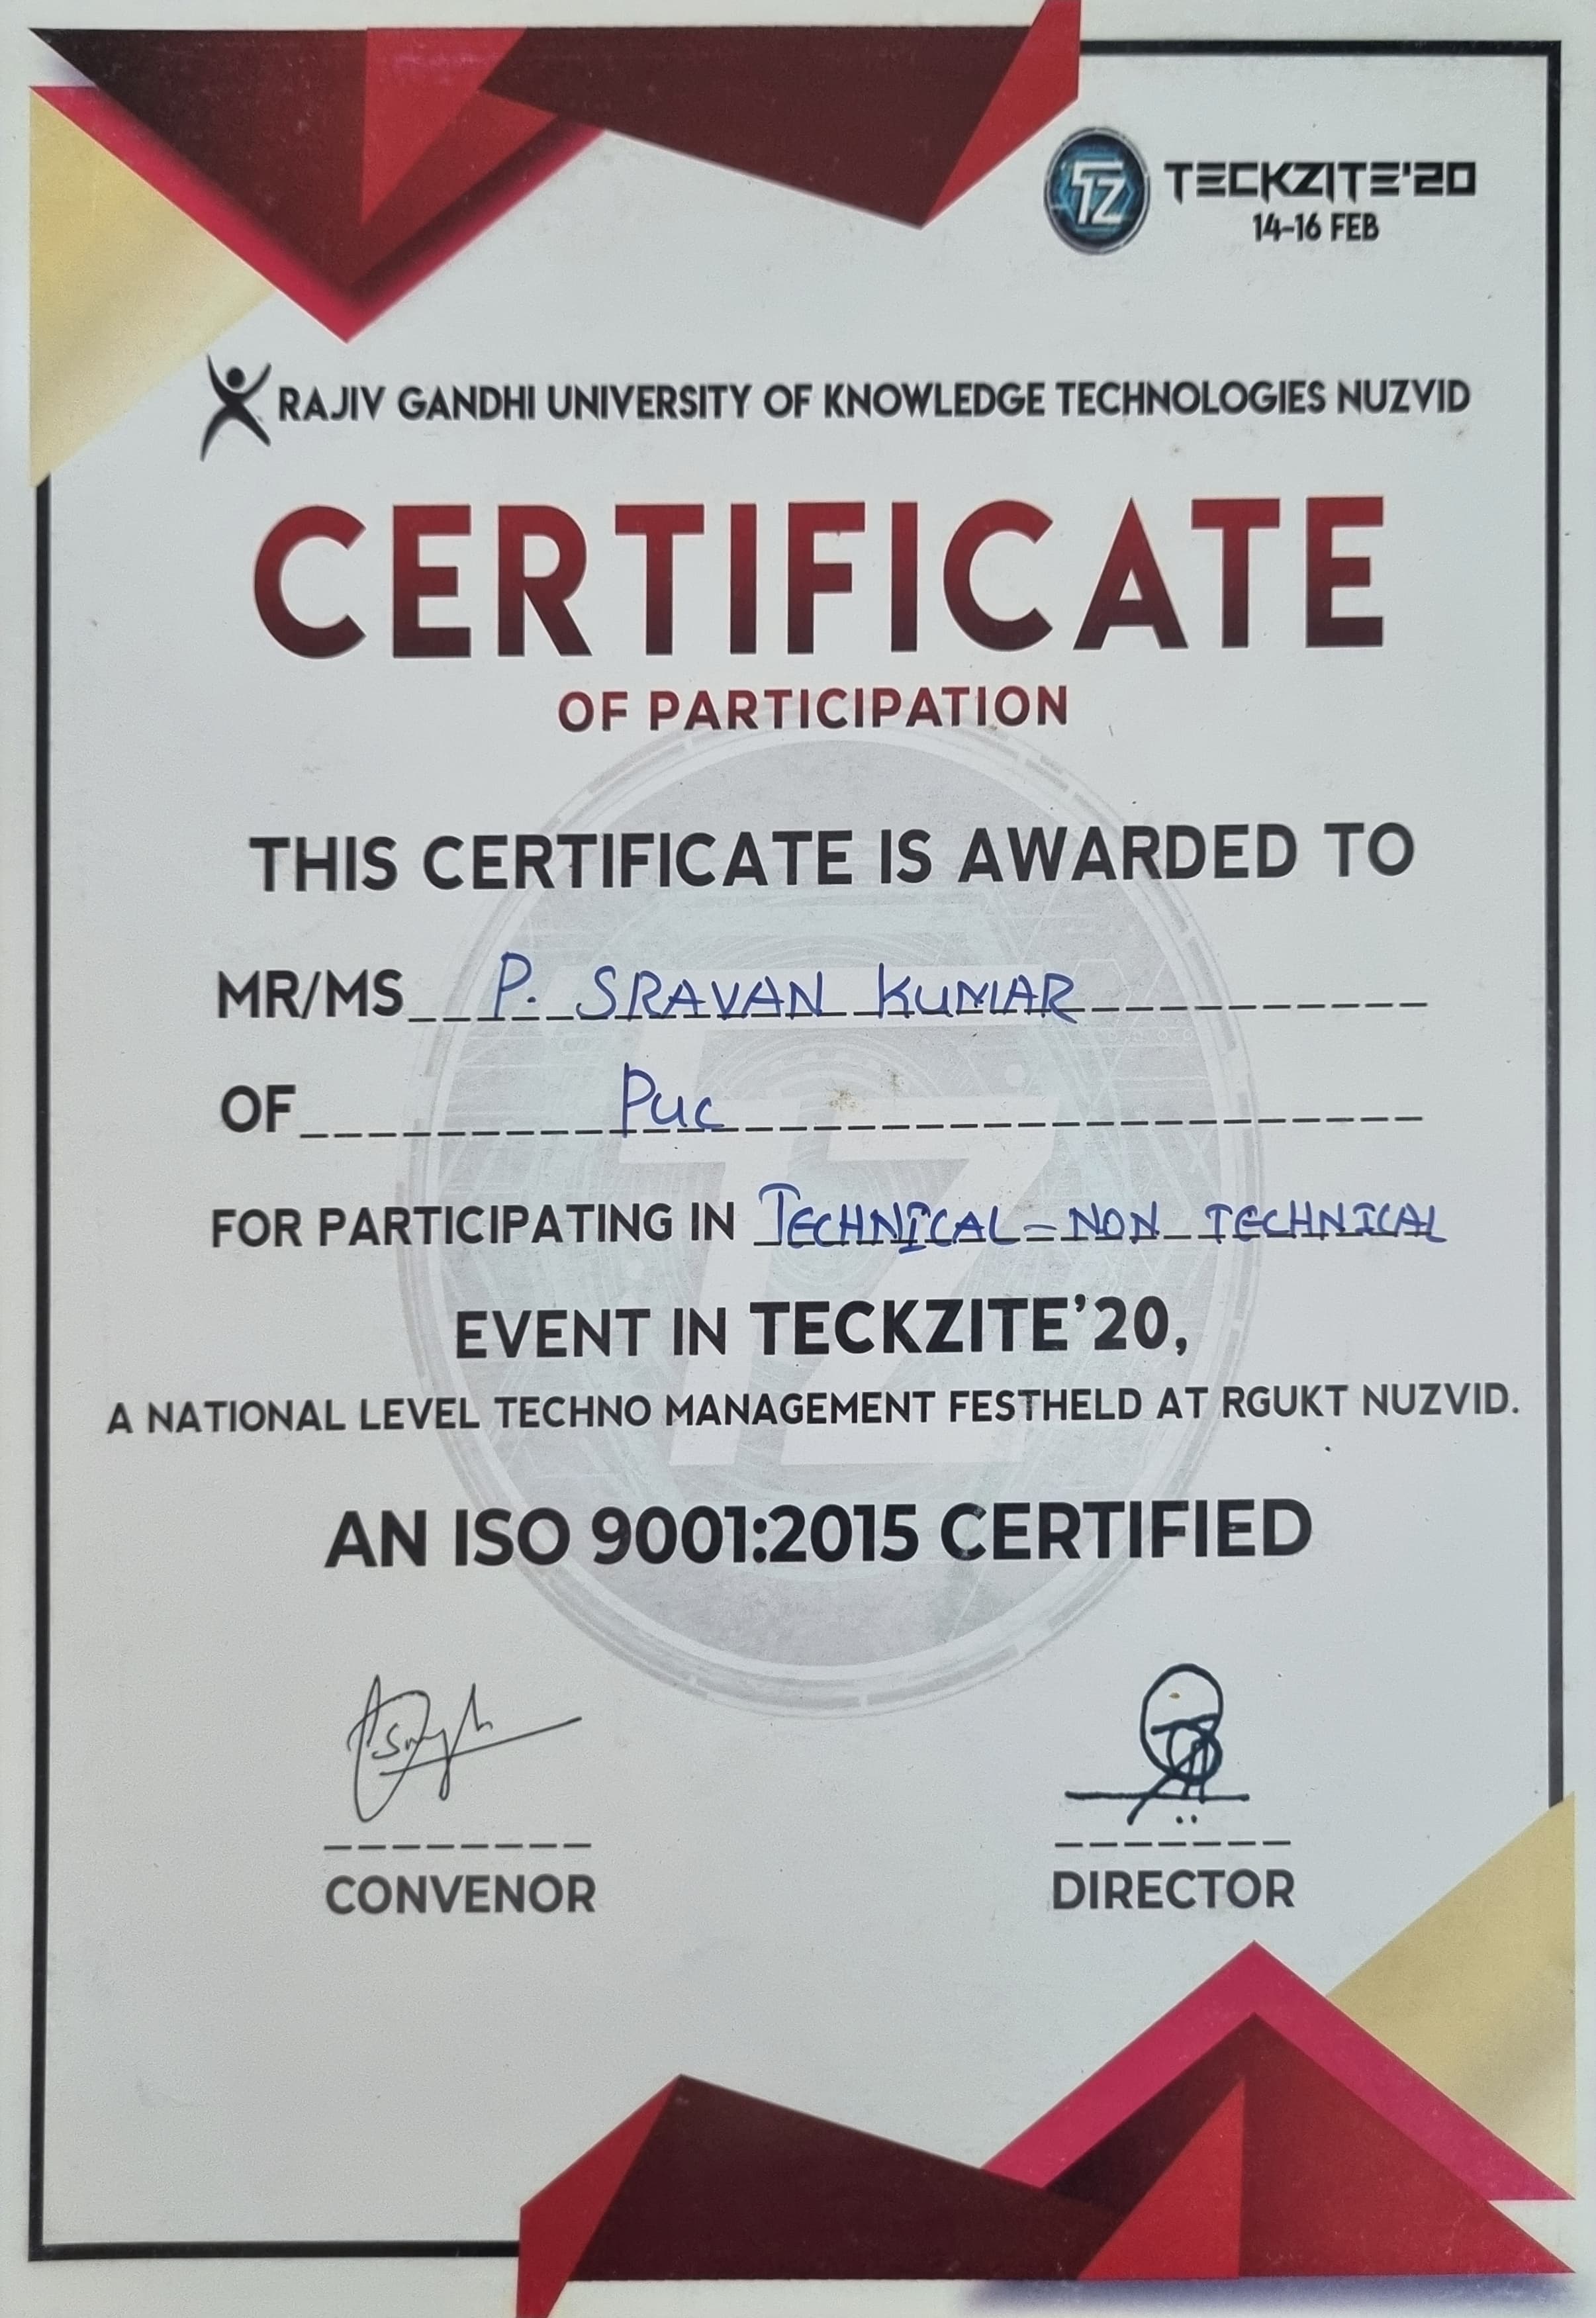 TZ
TECKZITE'20
14-16 FEB
RAJIV GANDHI UNIVERSITY OF KNOWLEDGE TECHNOLOGIES NUZVID
CERTIFICATE
OF PARTICIPATION
THIS CERTIFICATE IS AWARDED TO
MR/MS P. SRAVAN KUMAR
OF PUC
FOR PARTICIPATING IN TECHNICAL - NON TECHNICAL
EVENT IN TECKZITE'20,
A NATIONAL LEVEL TECHNO MANAGEMENT FESTHELD AT RGUKT NUZVID.
AN ISO 9001:2015 CERTIFIED
CONVENOR DIRECTOR